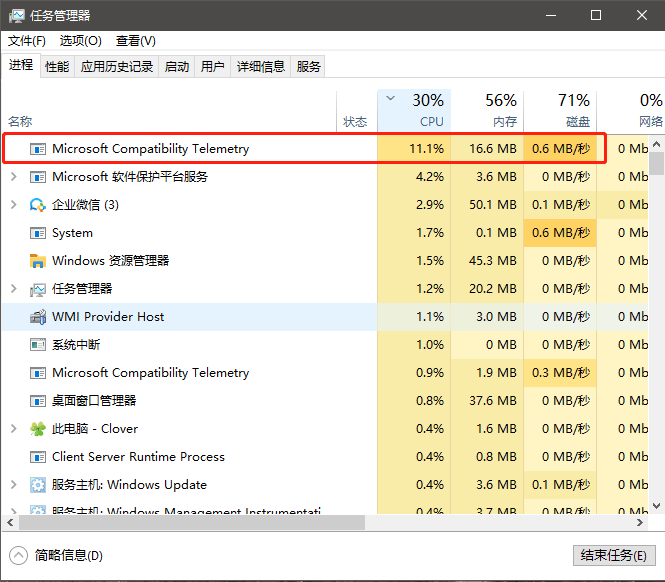 任务管理器
文件(F) 选项(O) 查看(V)
进程 性能 应用历史记录 启动 用户 详细信息 服务
30% 56% 71% 0%
名称 状态 CPU 内存 磁盘 网络
Microsoft Compatibility Telemetry 11.1% 16.6 MB 0.6 MB/秒 0 Mb
Microsoft 软件保护平台服务 4.2% 3.6 MB 0 MB/秒 0 Mb
企业微信 (3) 2.9% 50.1 MB 0.1 MB/秒 0 Mb
System 1.7% 0.1 MB 0.6 MB/秒 0 Mb
Windows 资源管理器 1.5% 45.3 MB 0 MB/秒 0 Mb
任务管理器 1.2% 20.2 MB 0 MB/秒 0 Mb
WMI Provider Host 1.1% 3.0 MB 0 MB/秒 0 Mb
系统中断 1.0% 0 MB 0 MB/秒 0 Mb
Microsoft Compatibility Telemetry 0.9% 1.9 MB 0.3 MB/秒 0 Mb
桌面窗口管理器 0.8% 37.6 MB 0 MB/秒 0 Mb
此电脑 - Clover 0.4% 1.6 MB 0 MB/秒 0 Mb
Client Server Runtime Process 0.4% 0.8 MB 0 MB/秒 0 Mb
服务主机: Windows Update 0.4% 3.6 MB 0.1 MB/秒 0 Mb
服务主机: Windows Management Instrumentati 0.4% 3.7 MB 0 MB/秒 0 Mb
简略信息(D) 结束任务(E)